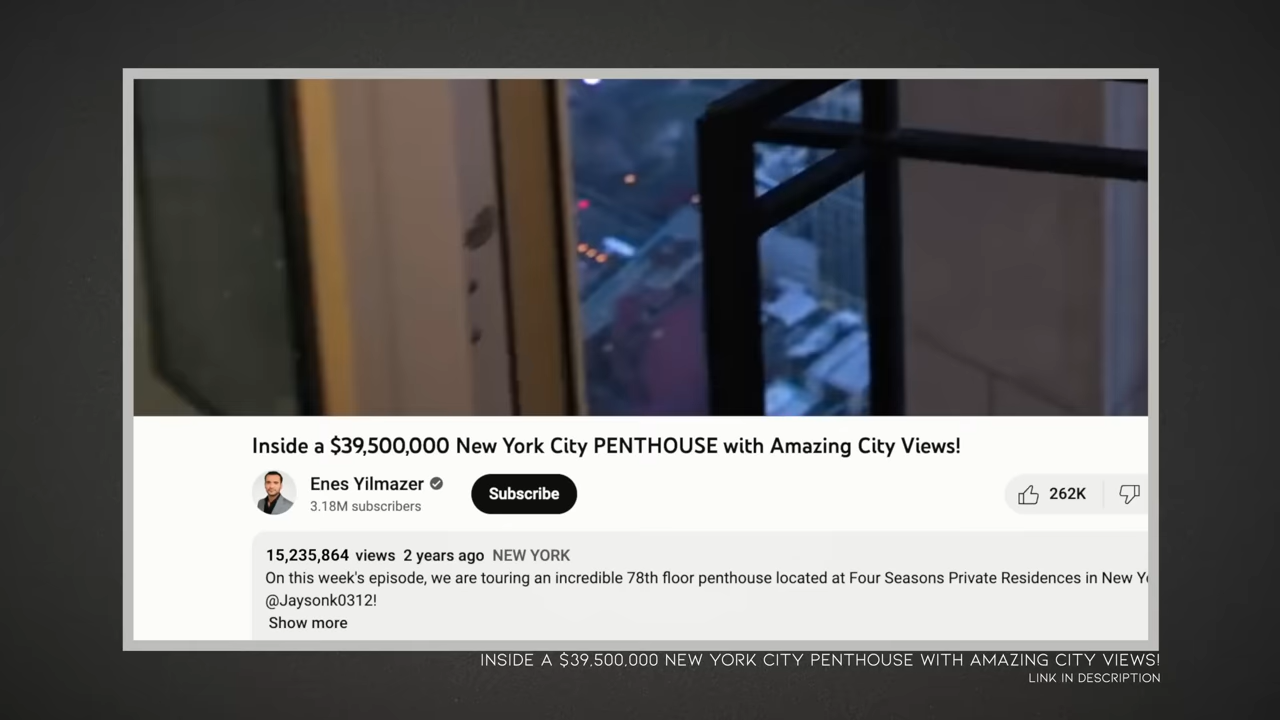 Inside a $39,500,000 New York City PENTHOUSE with Amazing City Views!
Enes Yilmazer
3.18M subscribers
Subscribe
262K
15,235,864 views 2 years ago NEW YORK
On this week's episode, we are touring an incredible 78th floor penthouse located at Four Seasons Private Residences in New
@Jaysonk0312!
Show more
INSIDE A $39,500,000 NEW YORK CITY PENTHOUSE WITH AMAZING CITY VIEWS!
LINK IN DESCRIPTION